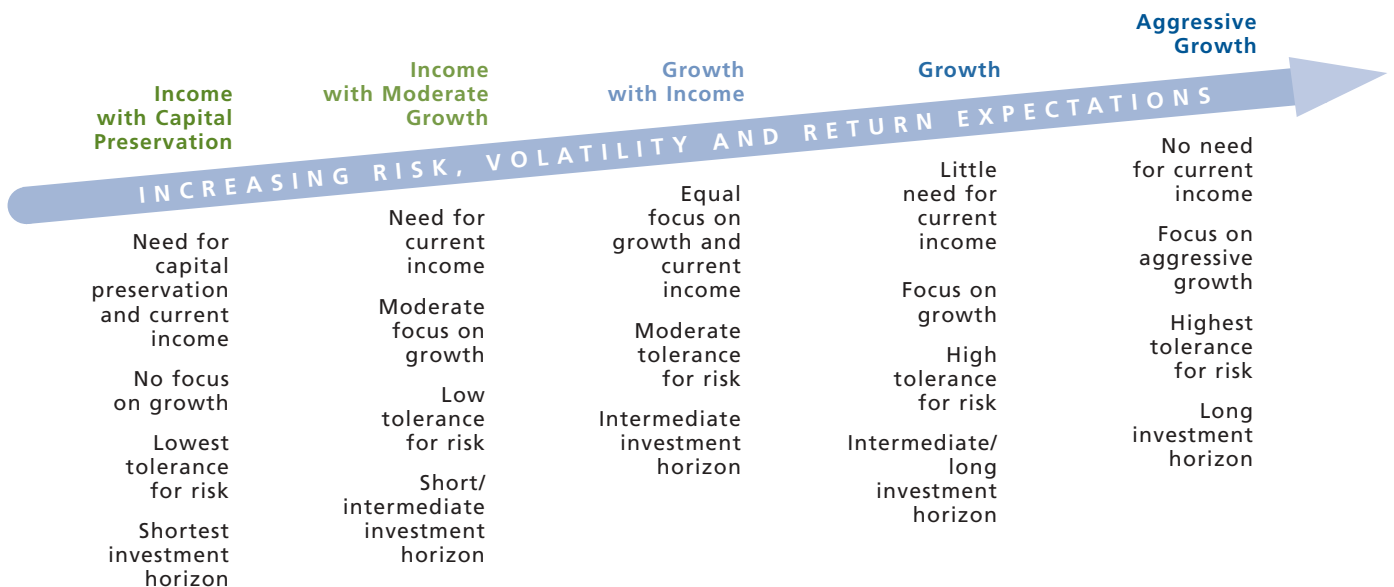 Income
with Capital
Preservation
Income
with Moderate
Growth
Growth
with Income
Growth
Aggressive
Growth
INCREASING RISK, VOLATILITY AND RETURN EXPECTATIONS
Need for
capital
preservation
and current
income
No focus
on growth
Lowest
tolerance
for risk
Shortest
investment
horizon
Need for
current
income
Moderate
focus on
growth
Low
tolerance
for risk
Short/
intermediate
investment
horizon
Equal
focus on
growth and
current
income
Moderate
tolerance
for risk
Intermediate
investment
horizon
Little
need for
current
income
Focus on
growth
High
tolerance
for risk
Intermediate/
long
investment
horizon
No need
for current
income
Focus on
aggressive
growth
Highest
tolerance
for risk
Long
investment
horizon